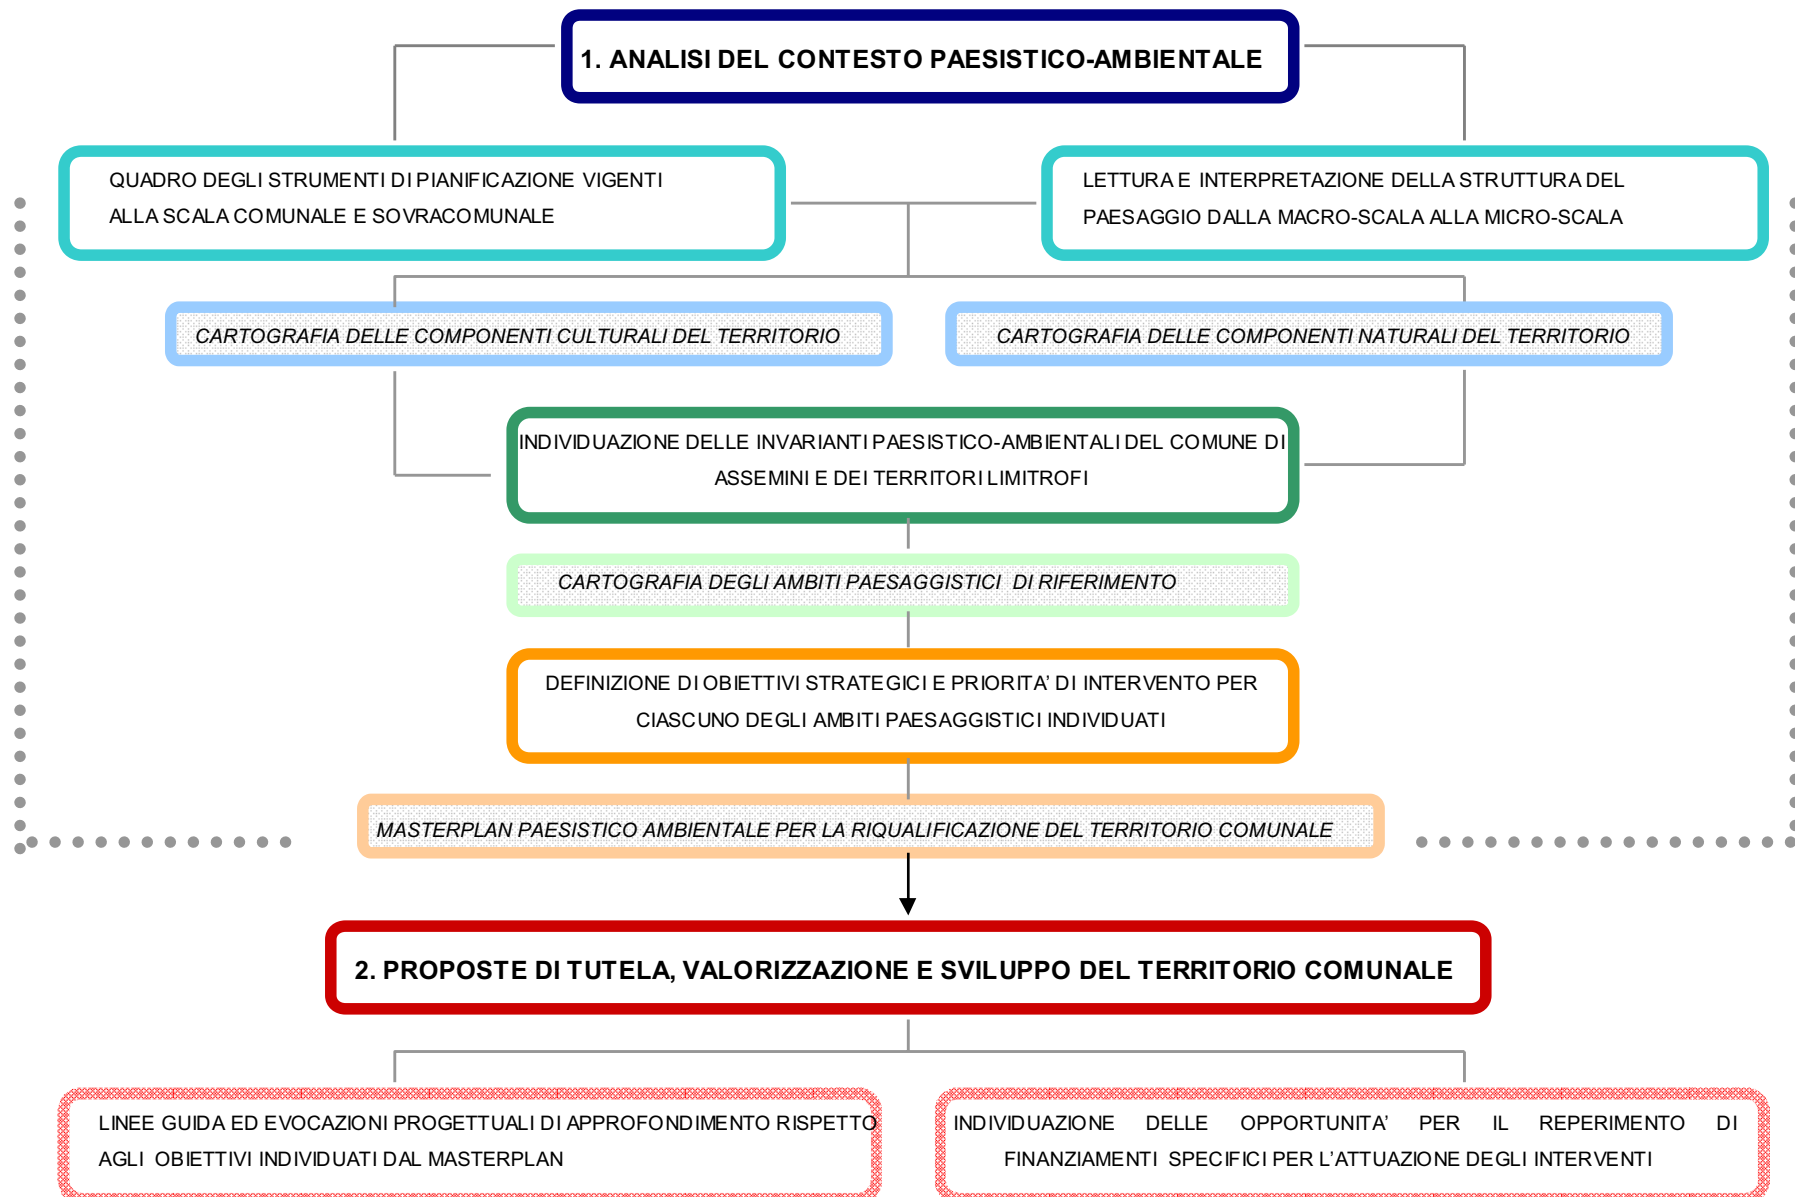 1. ANALISI DEL CONTESTO PAESISTICO-AMBIENTALE
QUADRO DEGLI STRUMENTI DI PIANIFICAZIONE VIGENTI
ALLA SCALA COMUNALE E SOVRACOMUNALE
LETTURA E INTERPRETAZIONE DELLA STRUTTURA DEL
PAESAGGIO DALLA MACRO-SCALA ALLA MICRO-SCALA
CARTOGRAFIA DELLE COMPONENTI CULTURALI DEL TERRITORIO
CARTOGRAFIA DELLE COMPONENTI NATURALI DEL TERRITORIO
INDIVIDUAZIONE DELLE INVARIANTI PAESISTICO-AMBIENTALI DEL COMUNE DI
ASSEMINI E DEI TERRITORI LIMITROFI
CARTOGRAFIA DEGLI AMBITI PAESAGGISTICI DI RIFERIMENTO
DEFINIZIONE DI OBIETTIVI STRATEGICI E PRIORITA' DI INTERVENTO PER
CIASCUNO DEGLI AMBITI PAESAGGISTICI INDIVIDUATI
MASTERPLAN PAESISTICO AMBIENTALE PER LA RIQUALIFICAZIONE DEL TERRITORIO COMUNALE
2. PROPOSTE DI TUTELA, VALORIZZAZIONE E SVILUPPO DEL TERRITORIO COMUNALE
LINEE GUIDA ED EVOCAZIONI PROGETTUALI DI APPROFONDIMENTO RISPETTO
AGLI OBIETTIVI INDIVIDUATI DAL MASTERPLAN
INDIVIDUAZIONE DELLE OPPORTUNITA' PER IL REPERIMENTO DI
FINANZIAMENTI SPECIFICI PER L'ATTUAZIONE DEGLI INTERVENTI